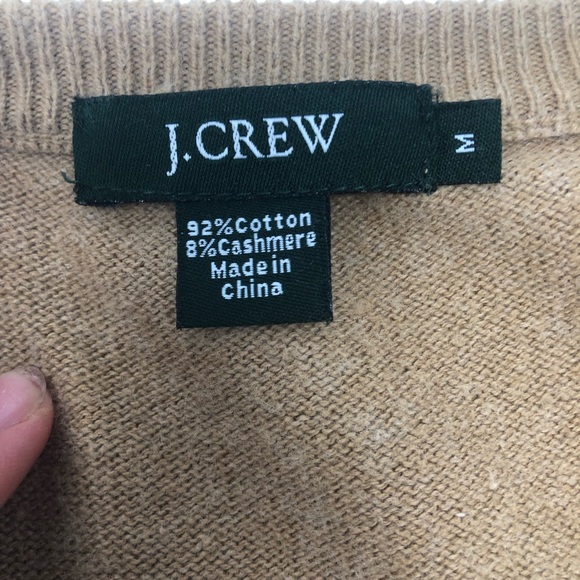 J.CREW
M
92%Cotton
8%Cashmere
Made in
China